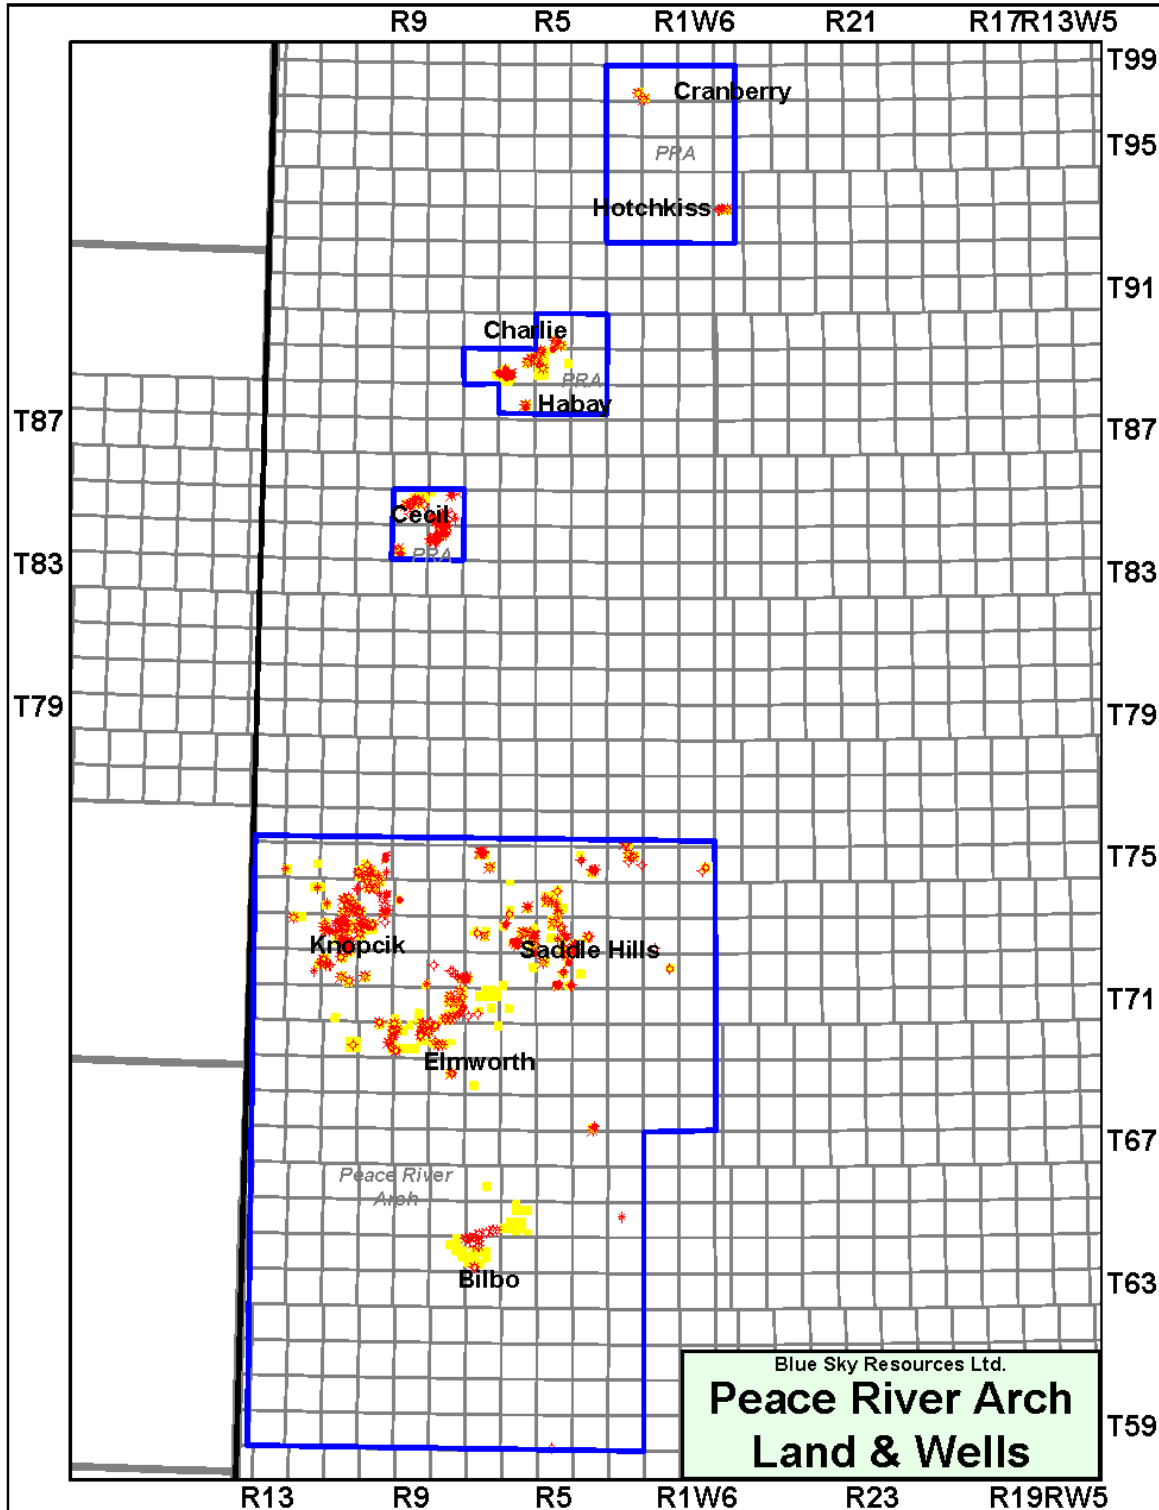 R9 R5 R1W6 R21 R17 R13W5
T99
Cranberry
T95
PRA
Hotchkiss
T91
Charlie
PRA
Habay
T87 T87
Cecil
PRA
T83 T83
T79 T79
T75
Knopcik Saddle Hills
T71
Elmworth
T67
Peace River
Arch
Bilbo
T63
Blue Sky Resources Ltd.
Peace River Arch
Land & Wells
T59
R13 R9 R5 R1W6 R23 R19RW5